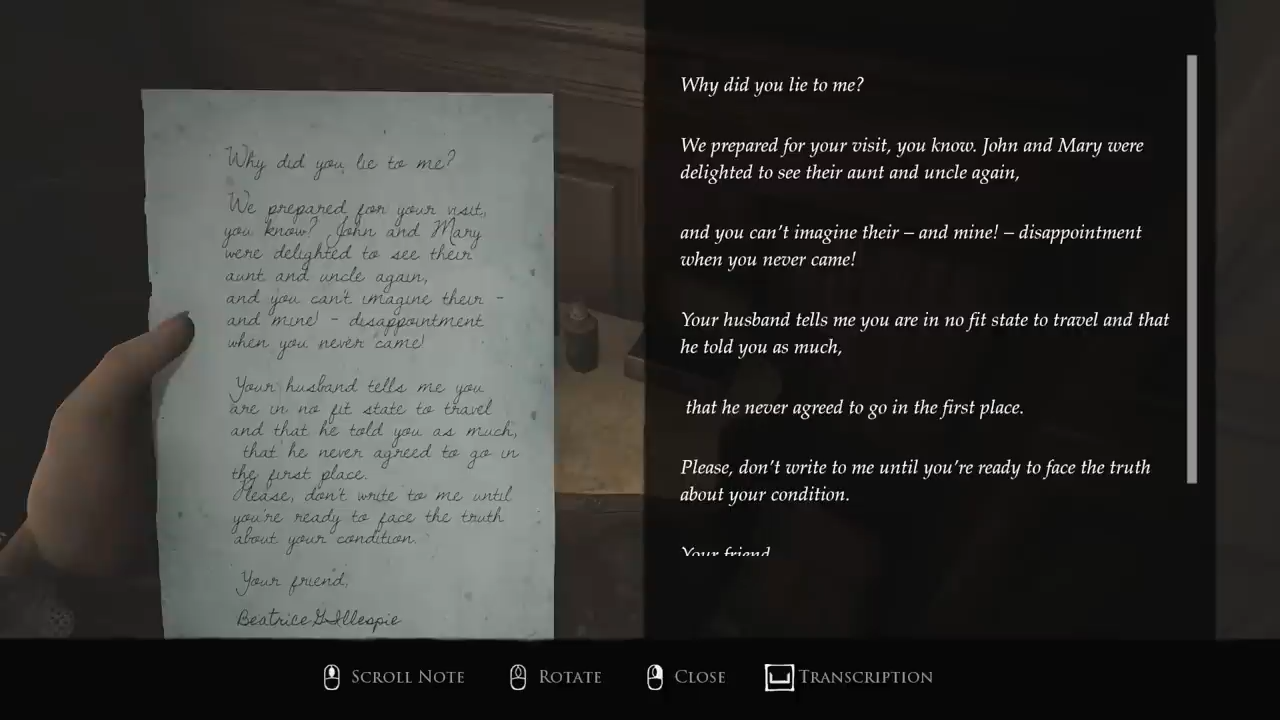 Why did you lie to me?
We prepared for your visit,
you know? John and Mary
were delighted to see their
aunt and uncle again,
and you can't imagine their -
and mine! - disappointment
when you never came!
Your husband tells me you
are in no fit state to travel
and that he told you as much,
that he never agreed to go in
the first place.
Please, don't write to me until
you're ready to face the truth
about your condition.
Your friend,
Beatrice Gillespie
Why did you lie to me?
We prepared for your visit, you know. John and Mary were
delighted to see their aunt and uncle again,
and you can't imagine their – and mine! – disappointment
when you never came!
Your husband tells me you are in no fit state to travel and that
he told you as much,
that he never agreed to go in the first place.
Please, don't write to me until you're ready to face the truth
about your condition.
Your friend
SCROLL NOTE ROTATE CLOSE TRANSCRIPTION